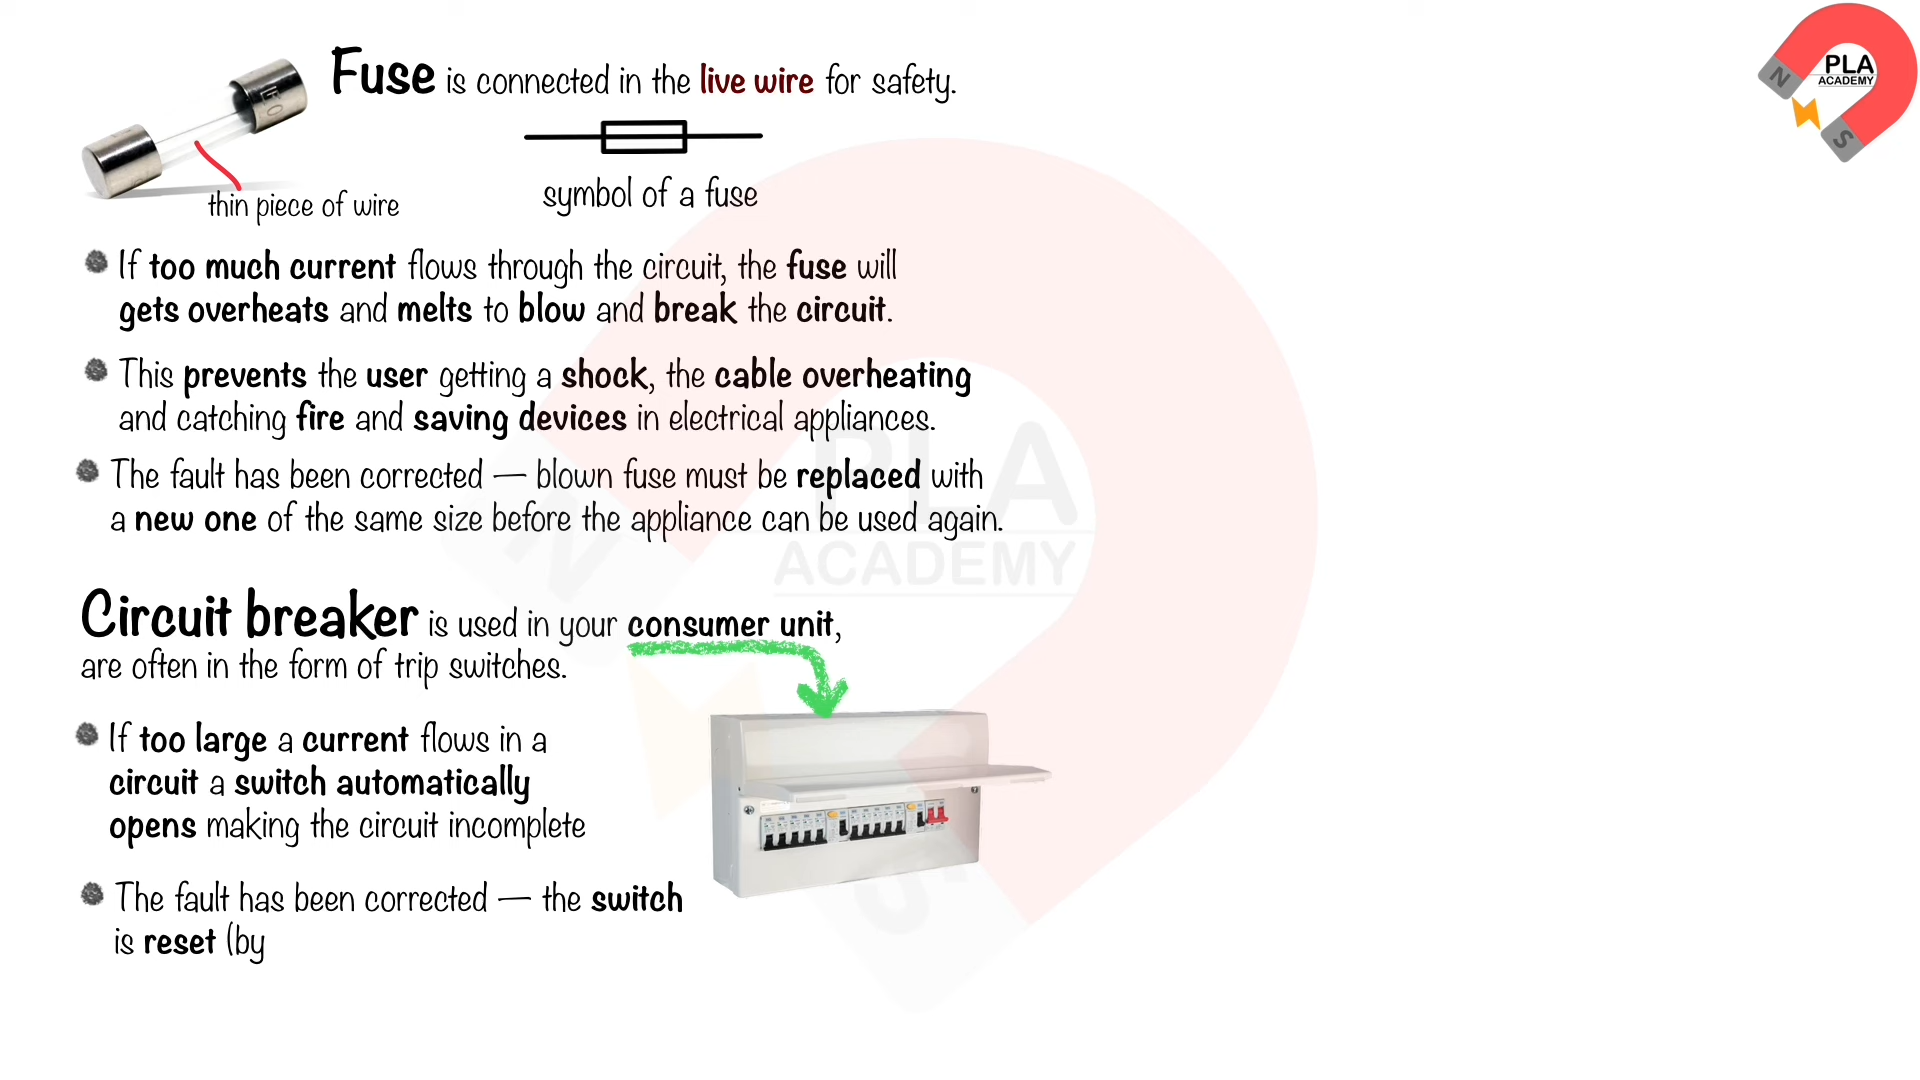 Fuse is connected in the live wire for safety.
thin piece of wire
symbol of a fuse
If too much current flows through the circuit, the fuse will
gets overheats and melts to blow and break the circuit.
This prevents the user getting a shock, the cable overheating
and catching fire and saving devices in electrical appliances.
The fault has been corrected — blown fuse must be replaced with
a new one of the same size before the appliance can be used again.
Circuit breaker is used in your consumer unit,
are often in the form of trip switches.
If too large a current flows in a
circuit a switch automatically
opens making the circuit incomplete
The fault has been corrected — the switch
is reset (by
N
PLA
ACADEMY
S
PLA
ACADEMY
N
S